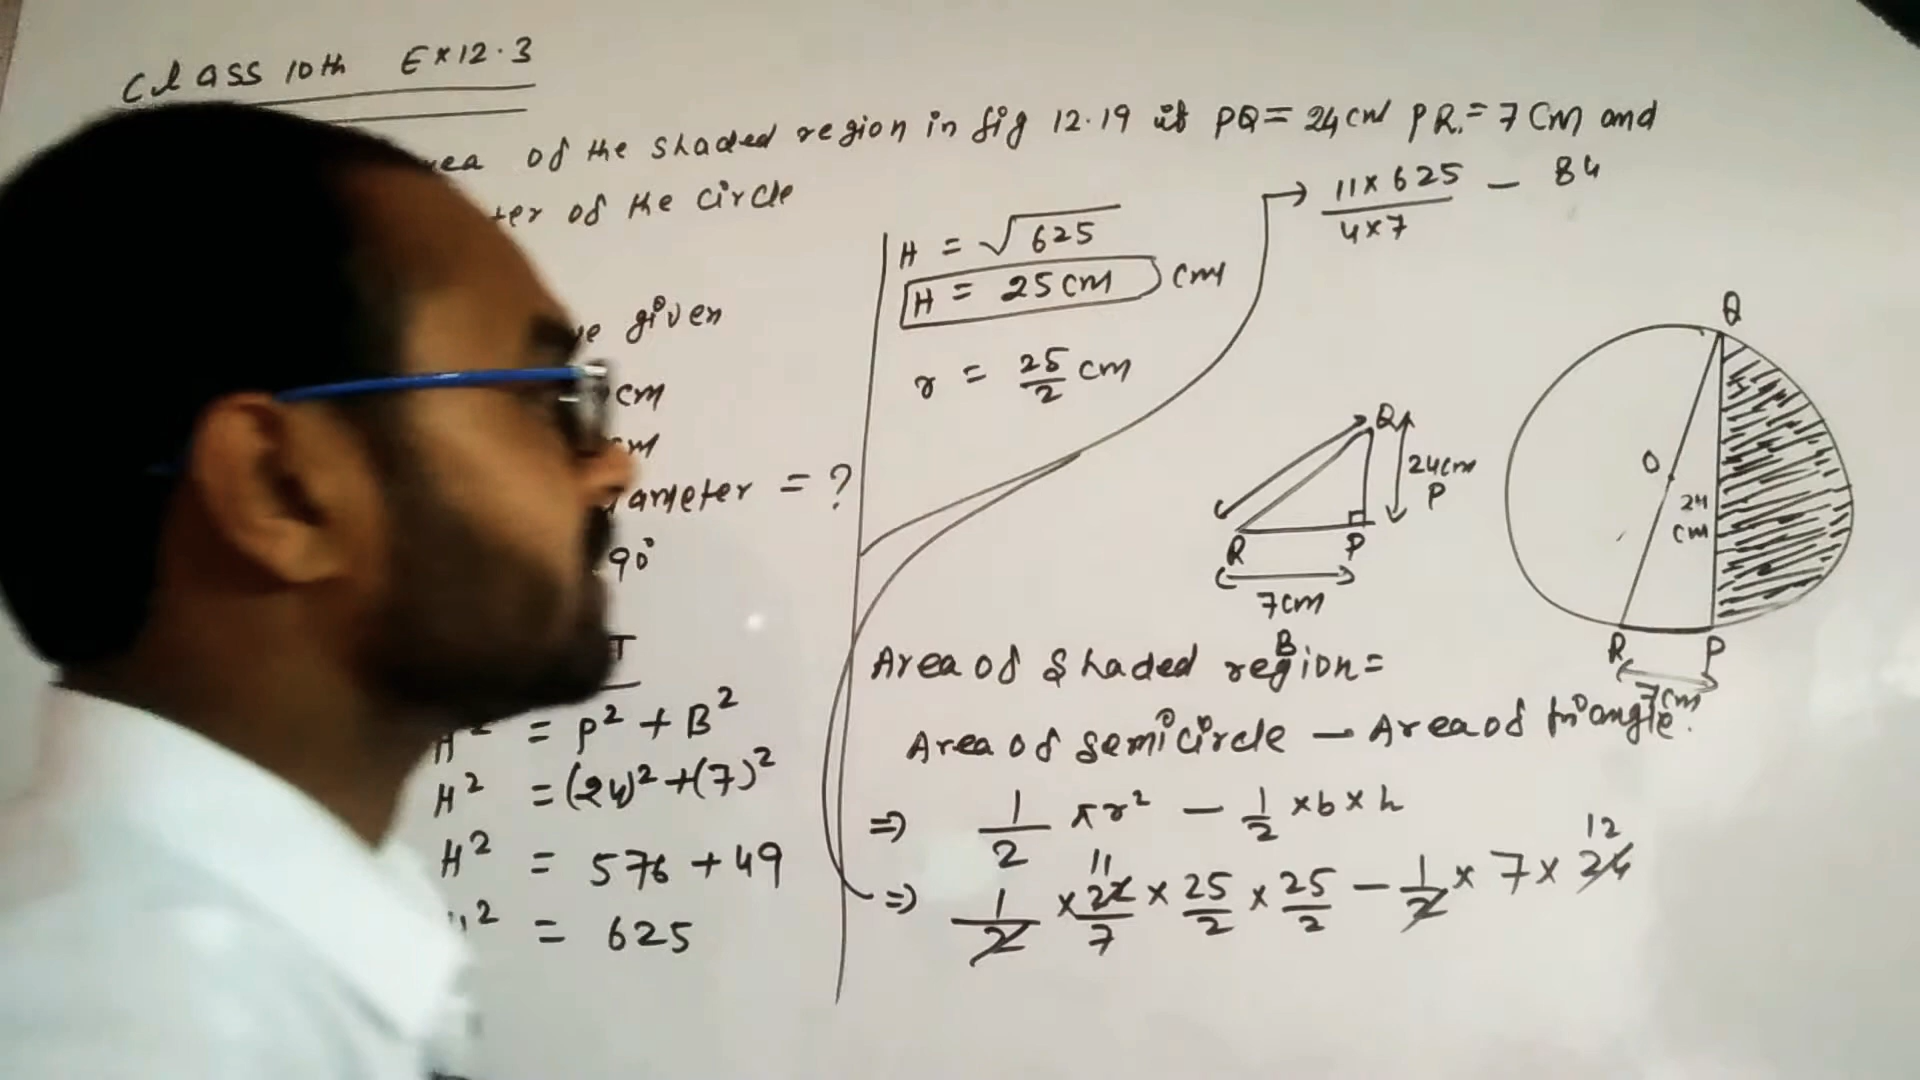 Class 10th Ex 12.3
of the shaded region in fig 12.19 if PQ = 24 cm PR = 7 cm and
of the circle
given
cm
cm
= ?
90°
H² = P² + B²
H² = (24)² + (7)²
H² = 576 + 49
² = 625
H = √625
H = 25 cm cm
r = 25/2 cm
→ 11 × 625 / 4 × 7 - 84
Q
24cm
P
R P
7cm
B
Q
O
24
cm
R P
7cm
Area of shaded region =
Area of semicircle - Area of triangle.
⇒ 1/2 πr² - 1/2 × b × h
11 12
⇒ 1/2 × 22/7 × 25/2 × 25/2 - 1/2 × 7 × 24